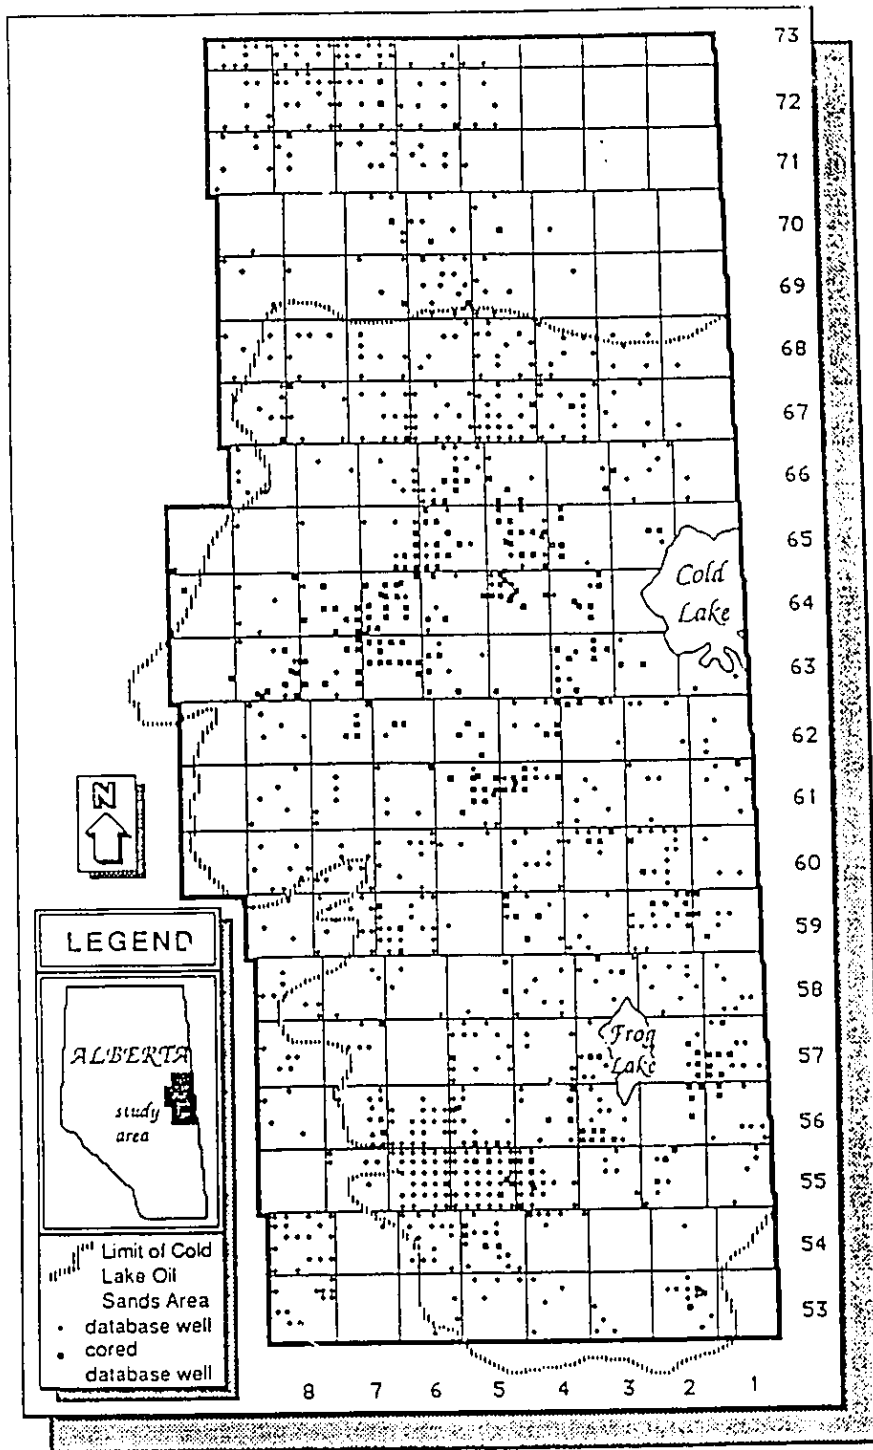 73
72
71
70
69
68
67
66
65
64
63
62
61
60
59
58
57
56
55
54
53
Cold
Lake
N
Frog
Lake
LEGEND
ALBERTA
study
area
Limit of Cold
Lake Oil
Sands Area
database well
cored
database well
8 7 6 5 4 3 2 1